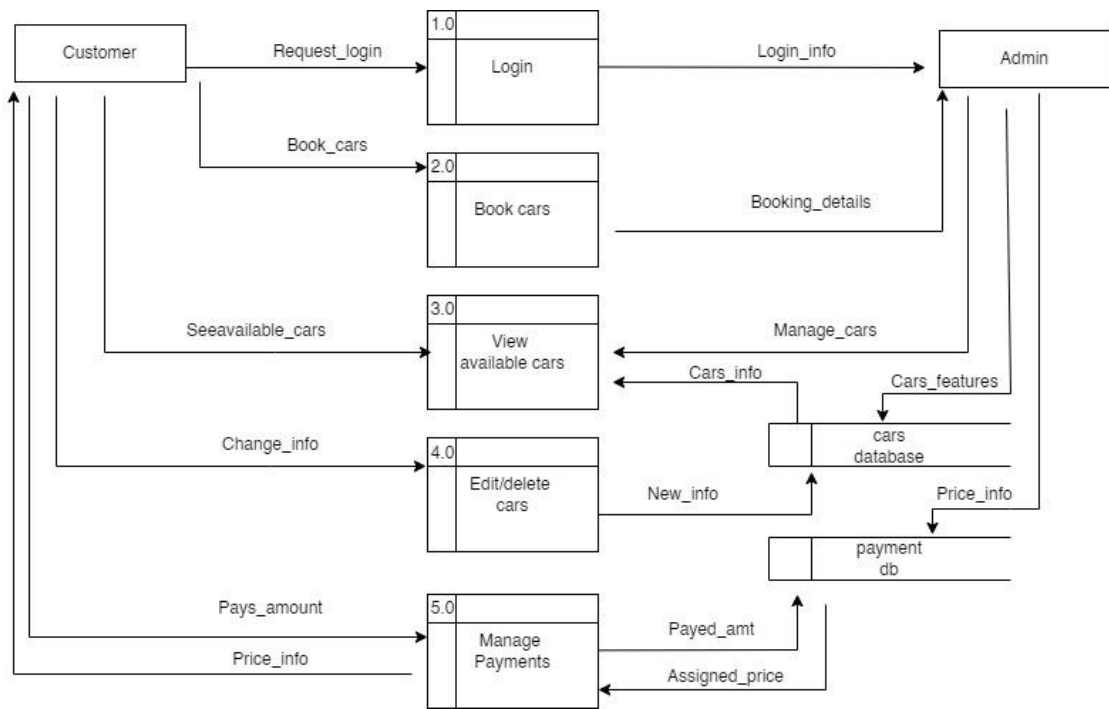 1.0
Customer
Request_login
Login
Login_info
Admin
Book_cars
2.0
Book cars
Booking_details
3.0
Seeavailable_cars
View
available cars
Manage_cars
Cars_info
Cars_features
cars
database
Change_info
4.0
Edit/delete
cars
New_info
Price_info
payment
db
Pays_amount
5.0
Manage
Payments
Payed_amt
Price_info
Assigned_price